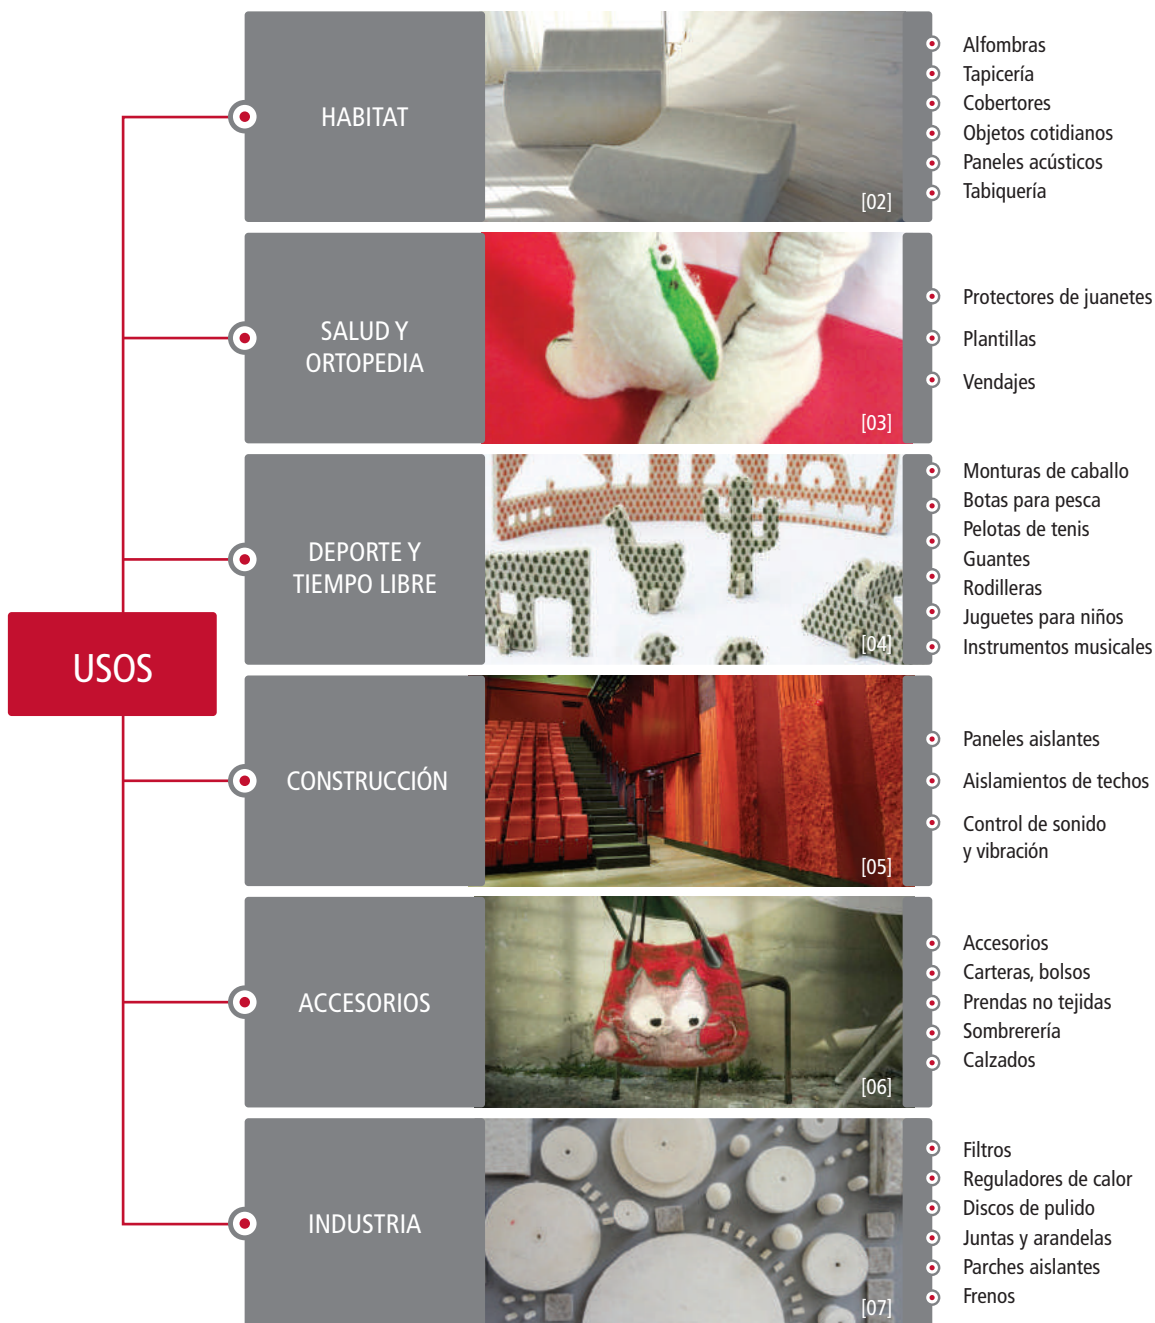 USOS
HABITAT
[02]
Alfombras
Tapicería
Cobertores
Objetos cotidianos
Paneles acústicos
Tabiquería
SALUD Y
ORTOPEDIA
[03]
Protectores de juanetes
Plantillas
Vendajes
DEPORTE Y
TIEMPO LIBRE
[04]
Monturas de caballo
Botas para pesca
Pelotas de tenis
Guantes
Rodilleras
Juguetes para niños
Instrumentos musicales
CONSTRUCCIÓN
[05]
Paneles aislantes
Aislamientos de techos
Control de sonido
y vibración
ACCESORIOS
[06]
Accesorios
Carteras, bolsos
Prendas no tejidas
Sombrerería
Calzados
INDUSTRIA
[07]
Filtros
Reguladores de calor
Discos de pulido
Juntas y arandelas
Parches aislantes
Frenos